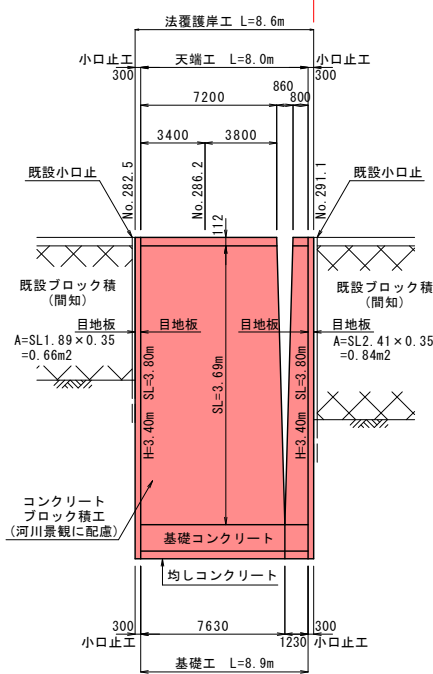 法覆護岸工 L=8.6m
小口止工 天端工 L=8.0m 小口止工
300 300
860
7200 800
3400 3800
既設小口止 既設小口止
No.282.5
No.286.2
No.291.1
112
既設ブロック積
(間知)
既設ブロック積
(間知)
目地板 目地板 目地板 目地板
A=SL1.89×0.35
=0.66m2
A=SL2.41×0.35
=0.84m2
H=3.40m SL=3.80m
SL=3.69m
H=3.40m SL=3.80m
コンクリート
ブロック積工
(河川景観に配慮)
基礎コンクリート
均しコンクリート
300 7630 1230 300
小口止工 小口止工
基礎工 L=8.9m